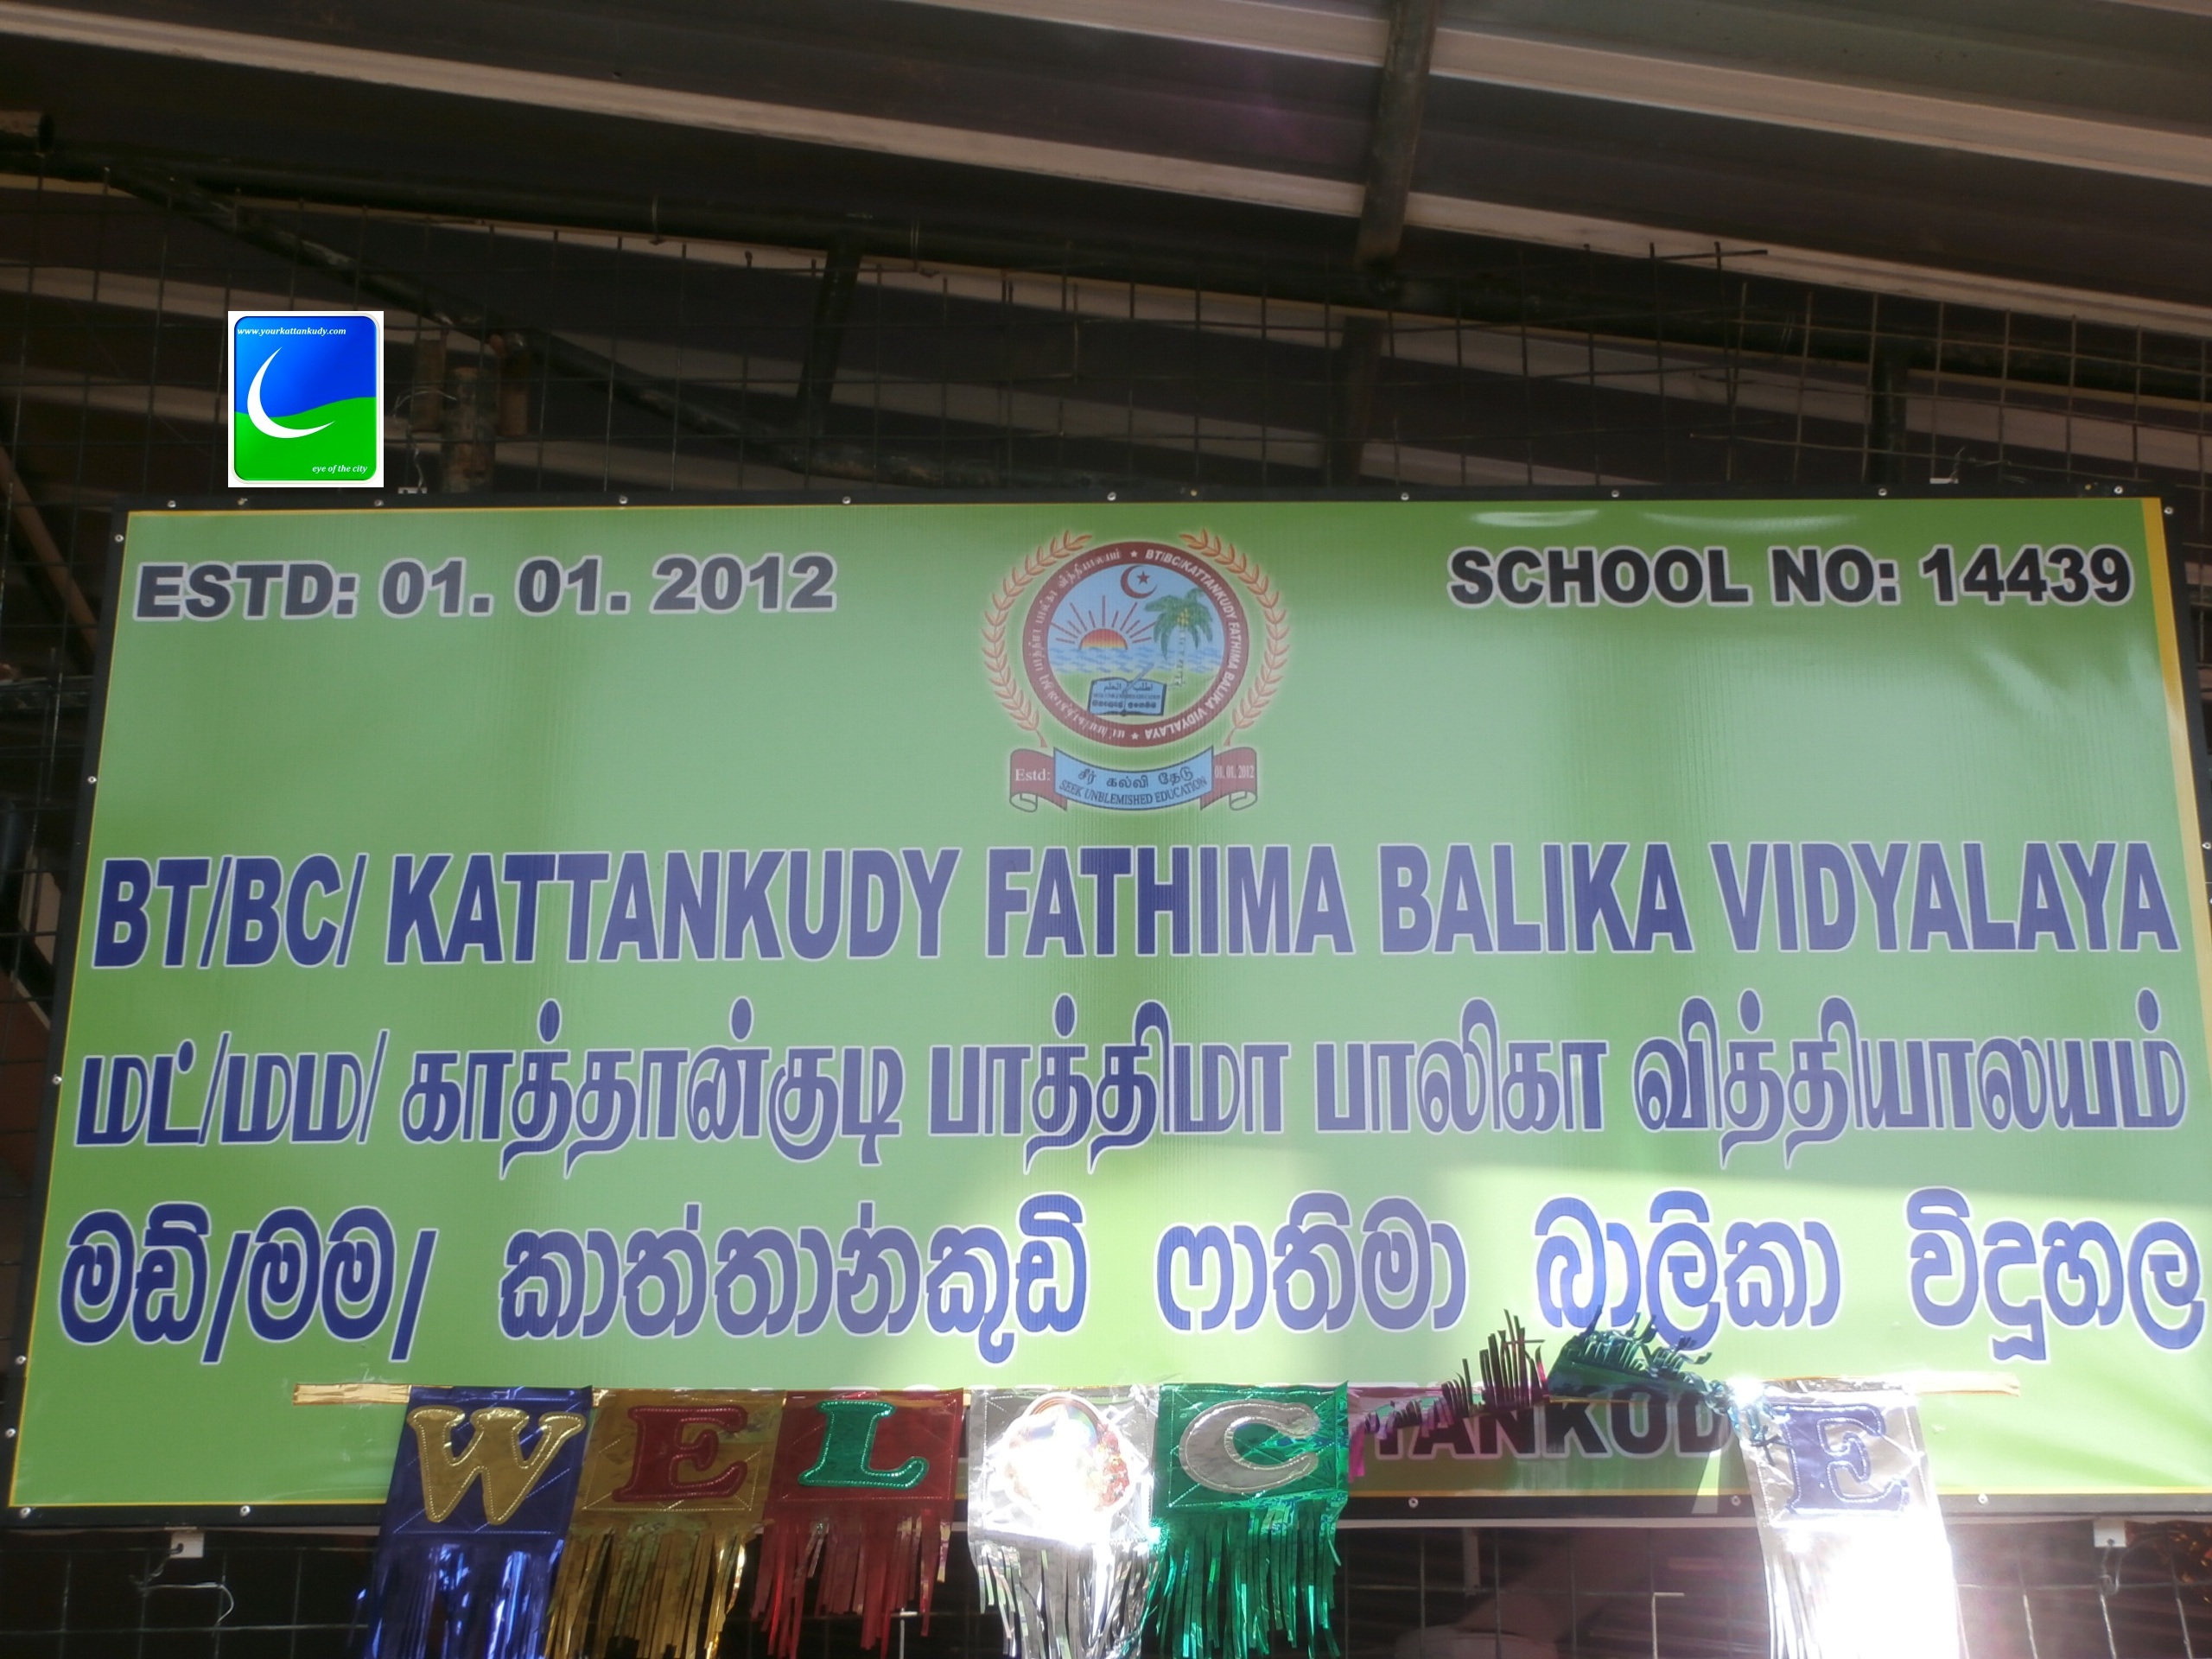 www.yourkattankudy.com
eye of the city
ESTD: 01. 01. 2012
SCHOOL NO: 14439
BT/BC/KATTANKUDY FATHIMA BALIKA VIDYALAYA
Estd:
சீர் கல்வி தேடு
01. 01. 2012
SEEK UNBLEMISHED EDUCATION
BT/BC/ KATTANKUDY FATHIMA BALIKA VIDYALAYA
மட்/மம/ காத்தான்குடி பாத்திமா பாலிகா வித்தியாலயம்
මඩ්/මම/ කාත්තාන්කුඩි ෆාතිමා බාලිකා විදුහල
WEL C E